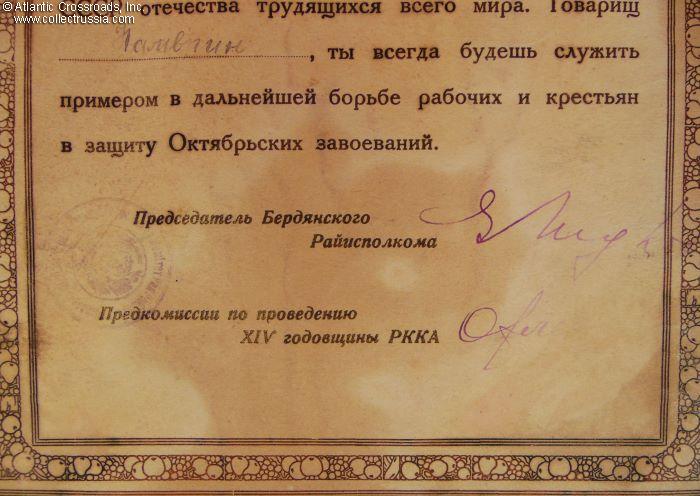 © Atlantic Crossroads, Inc.
www.collectrussia.com
отечества трудящихся всего мира. Товарищ
, ты всегда будешь служить
примером в дальнейшей борьбе рабочих и крестьян
в защиту Октябрьских завоеваний.
Председатель Бердянского
Райисполкома
Предкомиссии по проведению
XIV годовщины РККА